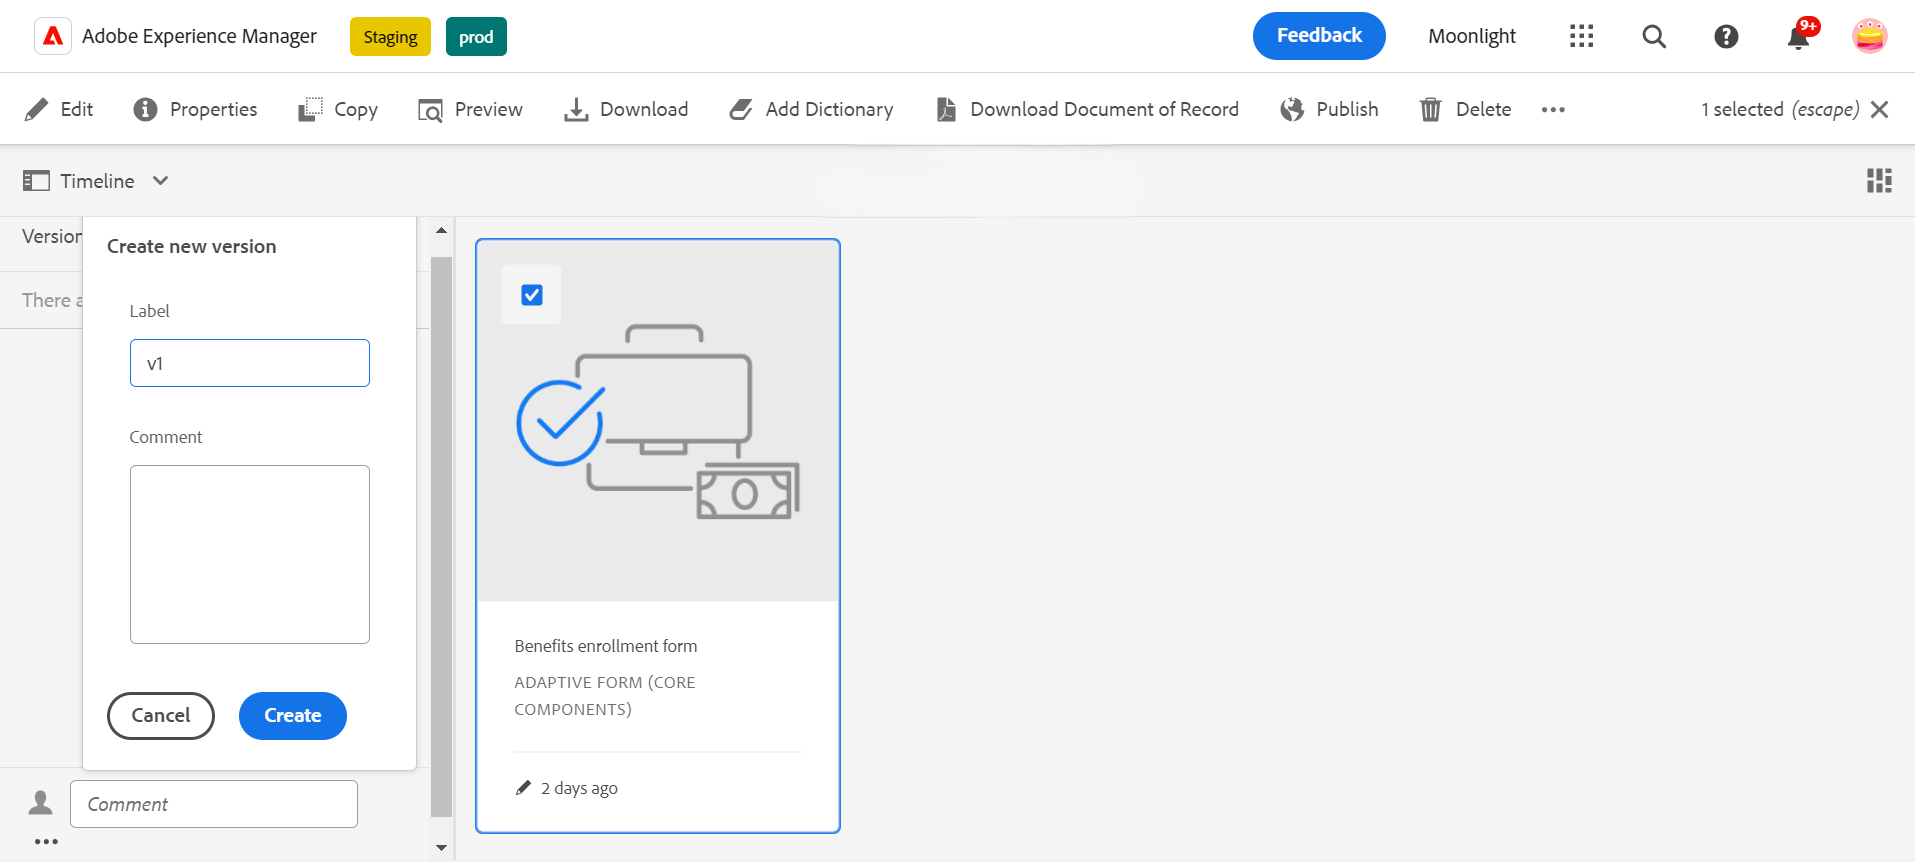 Adobe Experience Manager
Staging
prod
Feedback
Moonlight
9+
Edit
Properties
Copy
Preview
Download
Add Dictionary
Download Document of Record
Publish
Delete
1 selected (escape)
Timeline
Version
There a
Create new version
Label
v1
Comment
Cancel
Create
Comment
Benefits enrollment form
ADAPTIVE FORM (CORE
COMPONENTS)
2 days ago